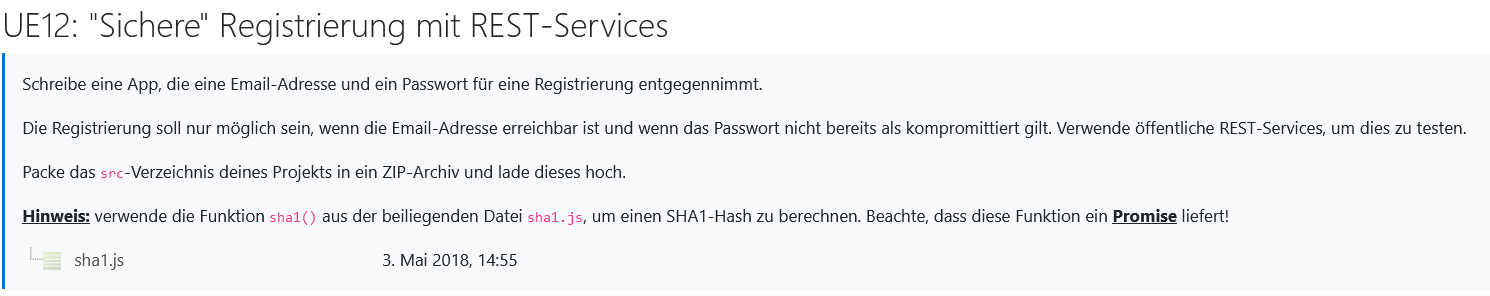 UE12: "Sichere" Registrierung mit REST-Services
Schreibe eine App, die eine Email-Adresse und ein Passwort für eine Registrierung entgegennimmt.
Die Registrierung soll nur möglich sein, wenn die Email-Adresse erreichbar ist und wenn das Passwort nicht bereits als kompromittiert gilt. Verwende öffentliche REST-Services, um dies zu testen.
Packe das src-Verzeichnis deines Projekts in ein ZIP-Archiv und lade dieses hoch.
Hinweis: verwende die Funktion sha1() aus der beiliegenden Datei sha1.js, um einen SHA1-Hash zu berechnen. Beachte, dass diese Funktion ein Promise liefert!
sha1.js 3. Mai 2018, 14:55